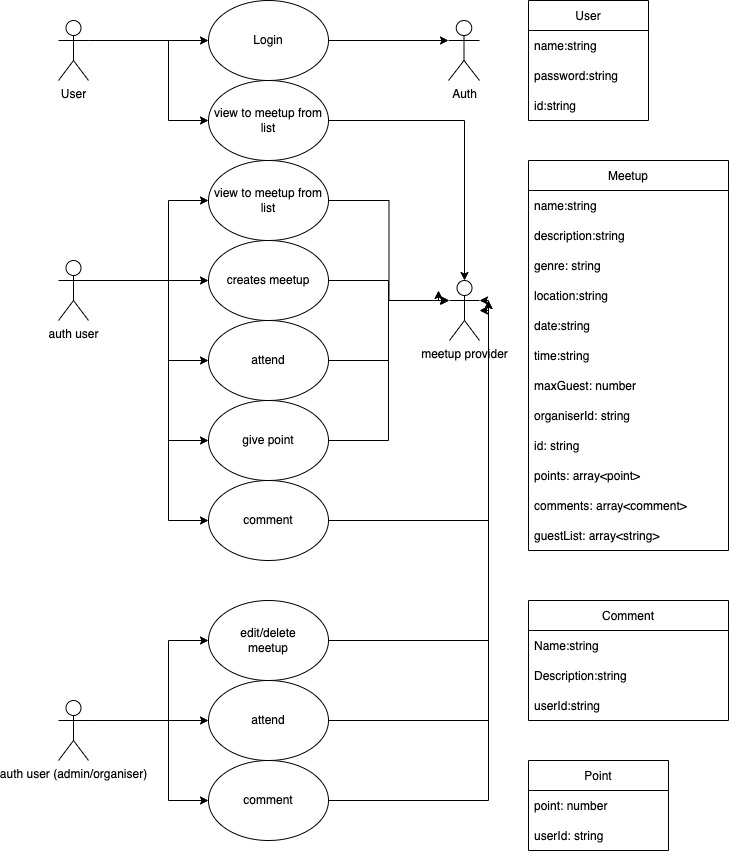 Login
User
Auth
view to meetup from
list
view to meetup from
list
creates meetup
auth user
attend
meetup provider
give point
comment
edit/delete
meetup
attend
auth user (admin/organiser)
comment
User
name:string
password:string
id:string
Meetup
name:string
description:string
genre: string
location:string
date:string
time:string
maxGuest: number
organiserId: string
id: string
points: array<point>
comments: array<comment>
guestList: array<string>
Comment
Name:string
Description:string
userId:string
Point
point: number
userId: string